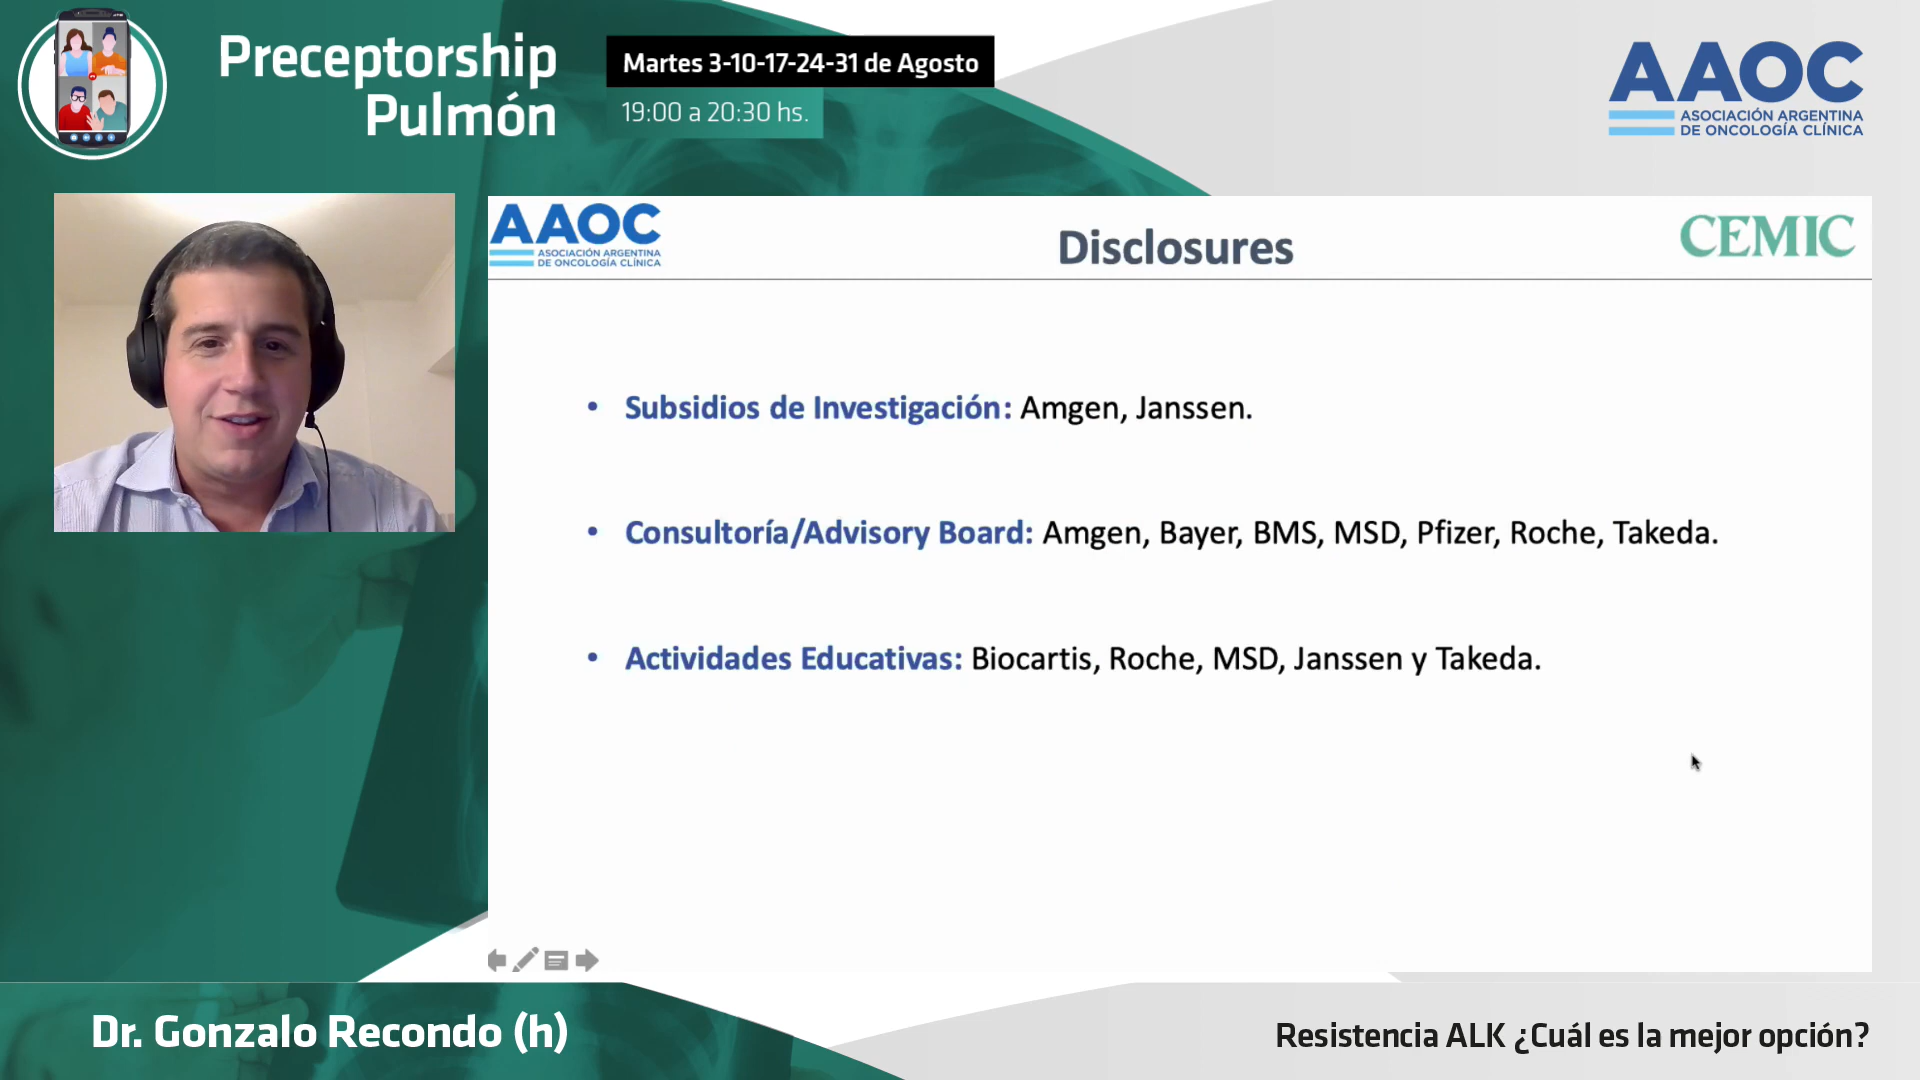 Preceptorship
Pulmón
Martes 3-10-17-24-31 de Agosto
19:00 a 20:30 hs.
AAOC
ASOCIACIÓN ARGENTINA
DE ONCOLOGÍA CLÍNICA
AAOC
ASOCIACIÓN ARGENTINA
DE ONCOLOGÍA CLÍNICA
Disclosures
CEMIC
• Subsidios de Investigación: Amgen, Janssen.
• Consultoría/Advisory Board: Amgen, Bayer, BMS, MSD, Pfizer, Roche, Takeda.
• Actividades Educativas: Biocartis, Roche, MSD, Janssen y Takeda.
Dr. Gonzalo Recondo (h)
Resistencia ALK ¿Cuál es la mejor opción?